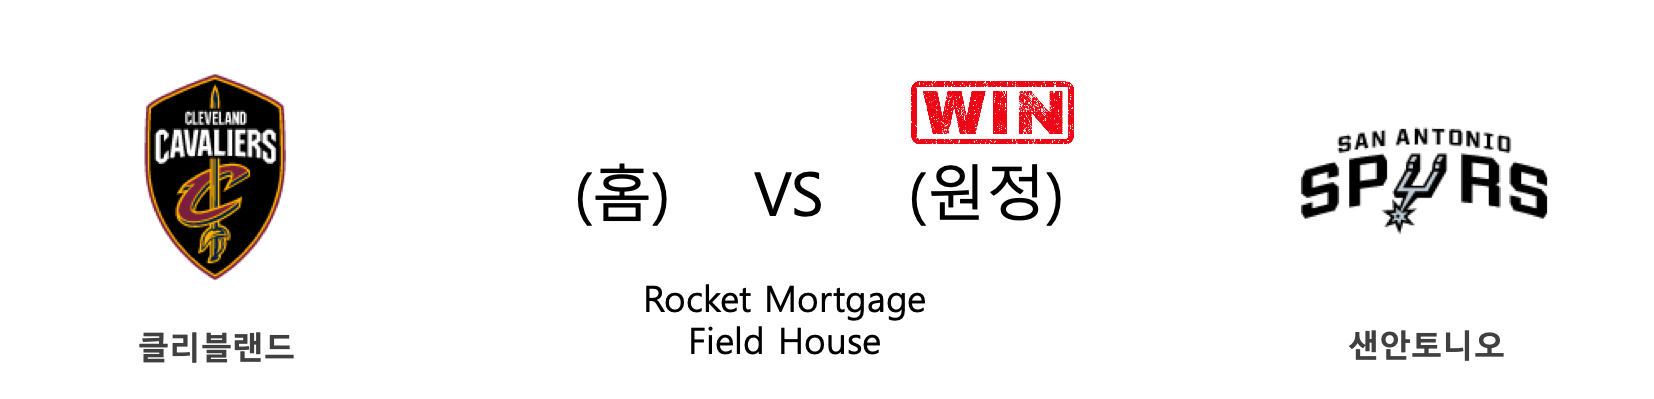 CLEVELAND
CAVALIERS
C
클리블랜드
WIN
(홈) VS (원정)
Rocket Mortgage
Field House
SAN ANTONIO
SPURS
샌안토니오